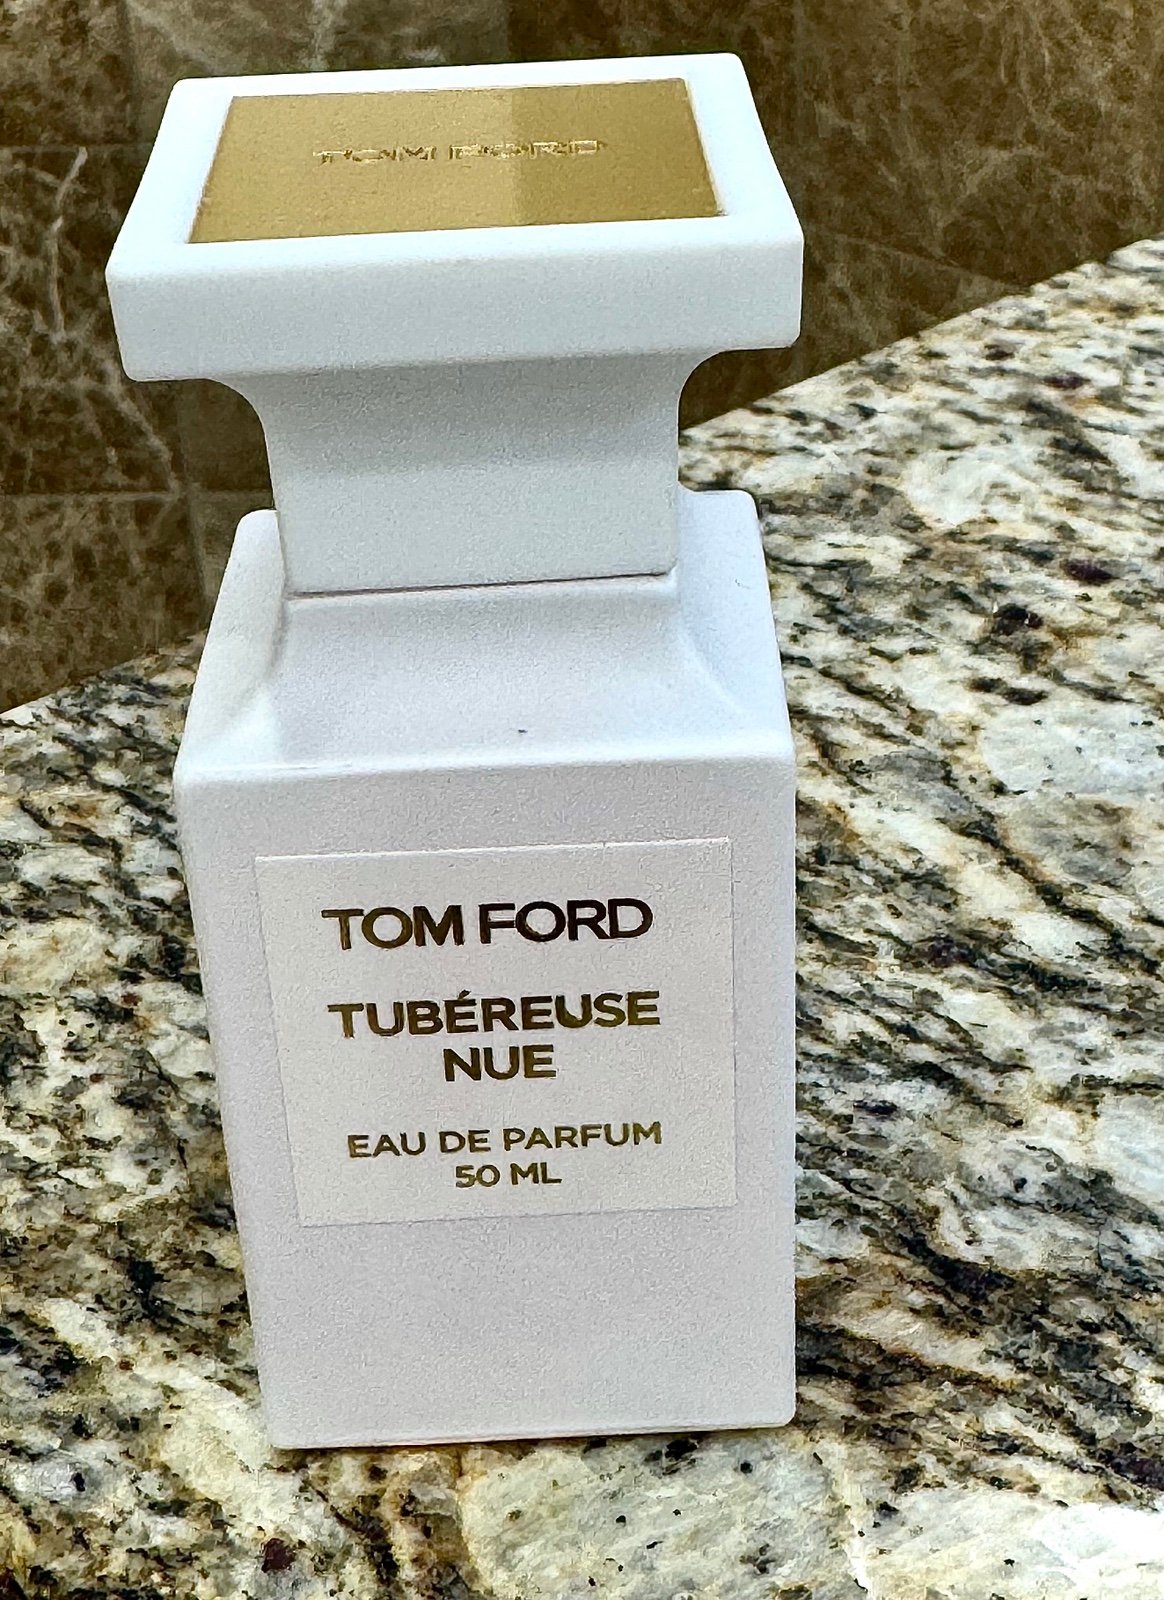 TOM FORD
TOM FORD
TUBÉREUSE
NUE
EAU DE PARFUM
50 ML